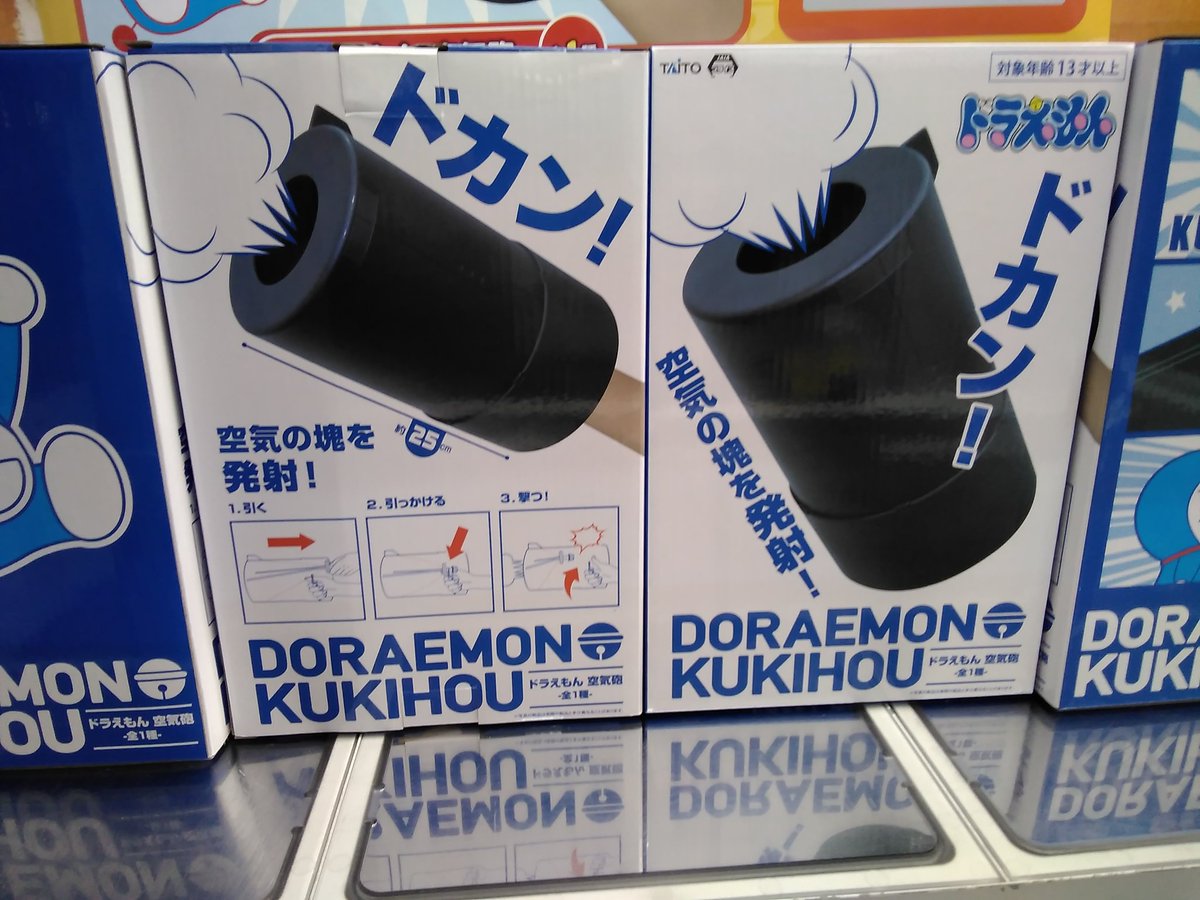 MON
OU
ドラえもん 空気砲
-全1種-
ドカン!
約25cm
空気の塊を
発射!
1.引く
2.引っかける
3.撃つ!
DORAEMON
KUKIHOU
ドラえもん 空気砲
-全1種-
TAITO
対象年齢13才以上
ドラえもん
ドカン!
空気の塊を発射!
DORAEMON
KUKIHOU
ドラえもん 空気砲
-全1種-
DORA
KUKI